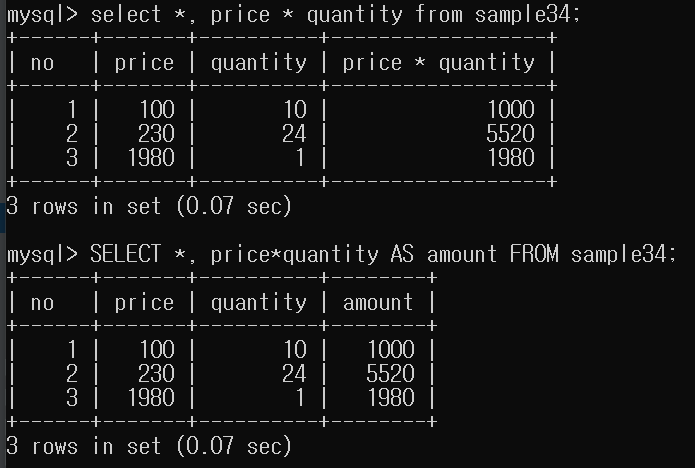 mysql> select *, price * quantity from sample34;
+------+-------+----------+------------------+
| no   | price | quantity | price * quantity |
+------+-------+----------+------------------+
|    1 |   100 |       10 |             1000 |
|    2 |   230 |       24 |             5520 |
|    3 |  1980 |        1 |             1980 |
+------+-------+----------+------------------+
3 rows in set (0.07 sec)
mysql> SELECT *, price*quantity AS amount FROM sample34;
+------+-------+----------+--------+
| no   | price | quantity | amount |
+------+-------+----------+--------+
|    1 |   100 |       10 |   1000 |
|    2 |   230 |       24 |   5520 |
|    3 |  1980 |        1 |   1980 |
+------+-------+----------+--------+
3 rows in set (0.07 sec)